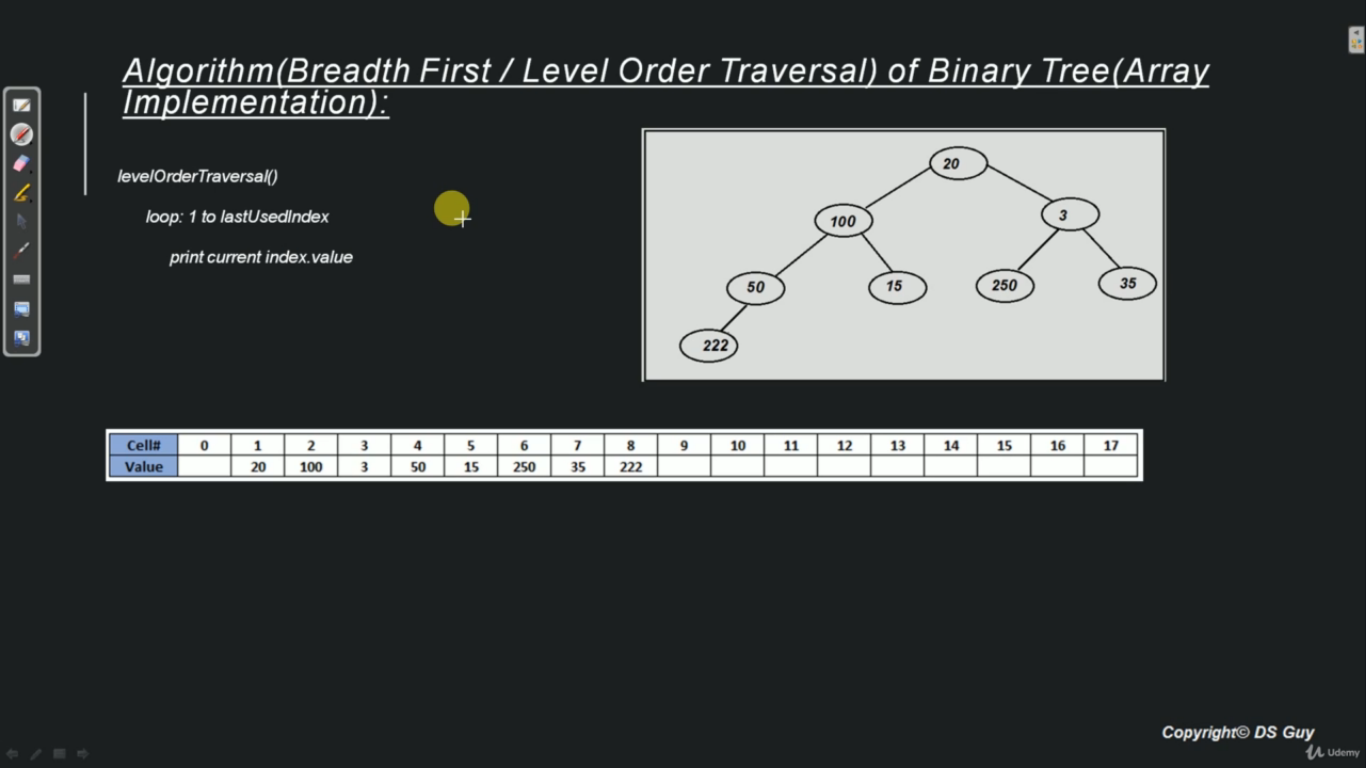 Algorithm(Breadth First / Level Order Traversal) of Binary Tree(Array
Implementation):
levelOrderTraversal()
loop: 1 to lastUsedIndex
print current index.value
20
100
3
50
15
250
35
222
Cell# 0 1 2 3 4 5 6 7 8 9 10 11 12 13 14 15 16 17
Value 20 100 3 50 15 250 35 222
Copyright© DS Guy
Udemy